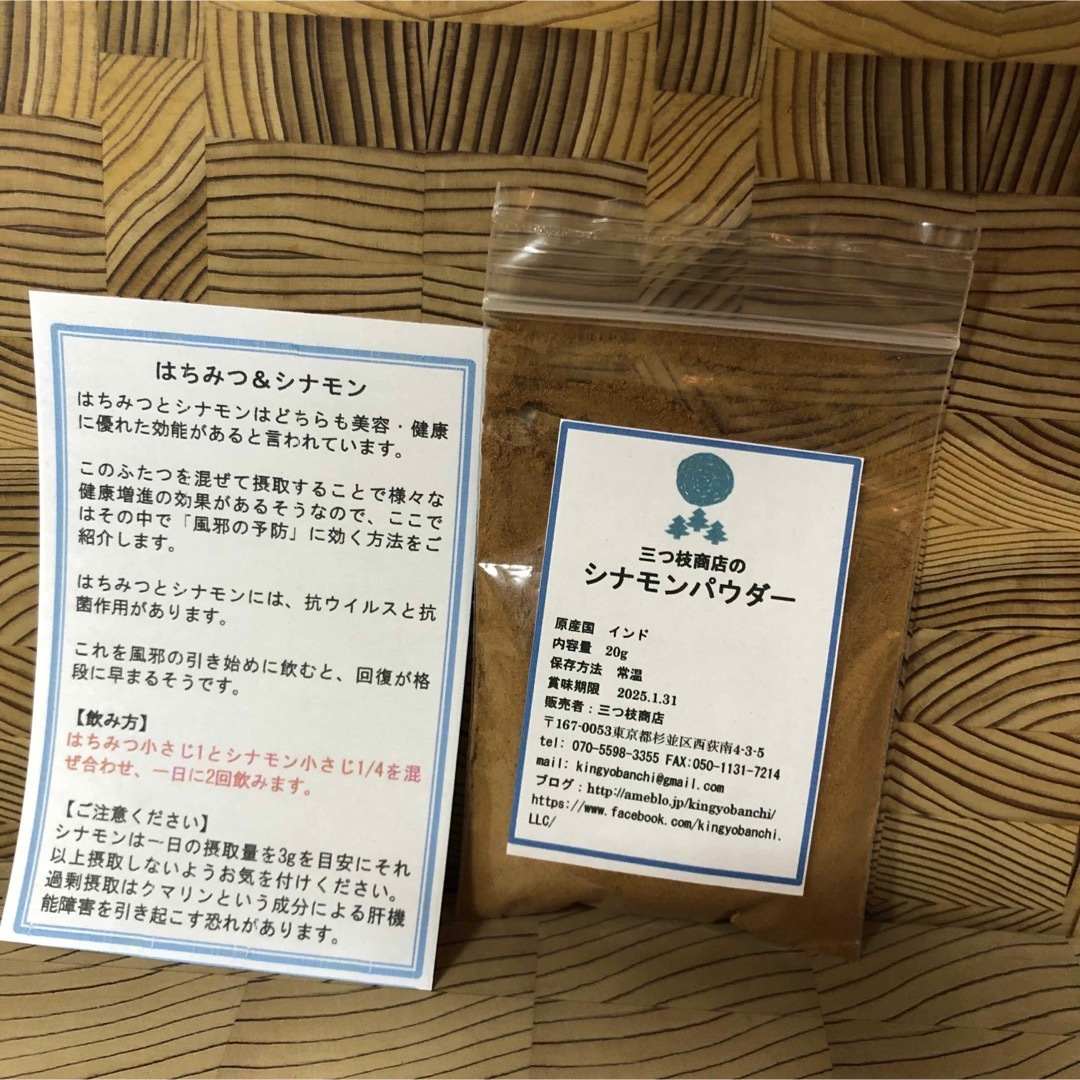 はちみつ＆シナモン
はちみつとシナモンはどちらも美容・健康
に優れた効能があると言われています。
このふたつを混ぜて摂取することで様々な
健康増進の効果があるそうなので、ここで
はその中で「風邪の予防」に効く方法をご
紹介します。
はちみつとシナモンには、抗ウイルスと抗
菌作用があります。
これを風邪の引き始めに飲むと、回復が格
段に早まるそうです。
【飲み方】
はちみつ小さじ1とシナモン小さじ1/4を混
ぜ合わせ、一日に2回飲みます。
【ご注意ください】
シナモンは一日の摂取量を3gを目安にそれ
以上摂取しないようお気を付けください。
過剰摂取はクマリンという成分による肝機
能障害を引き起こす恐れがあります。
三つ枝商店の
シナモンパウダー
原産国　インド
内容量　20g
保存方法　常温
賞味期限　2025.1.31
販売者：三つ枝商店
〒167-0053東京都杉並区西荻南4-3-5
tel: 070-5598-3355 FAX:050-1131-7214
mail: kingyobanchi@gmail.com
ブログ：http://ameblo.jp/kingyobanchi/
https://www.facebook.com/kingyobanchi.
LLC/